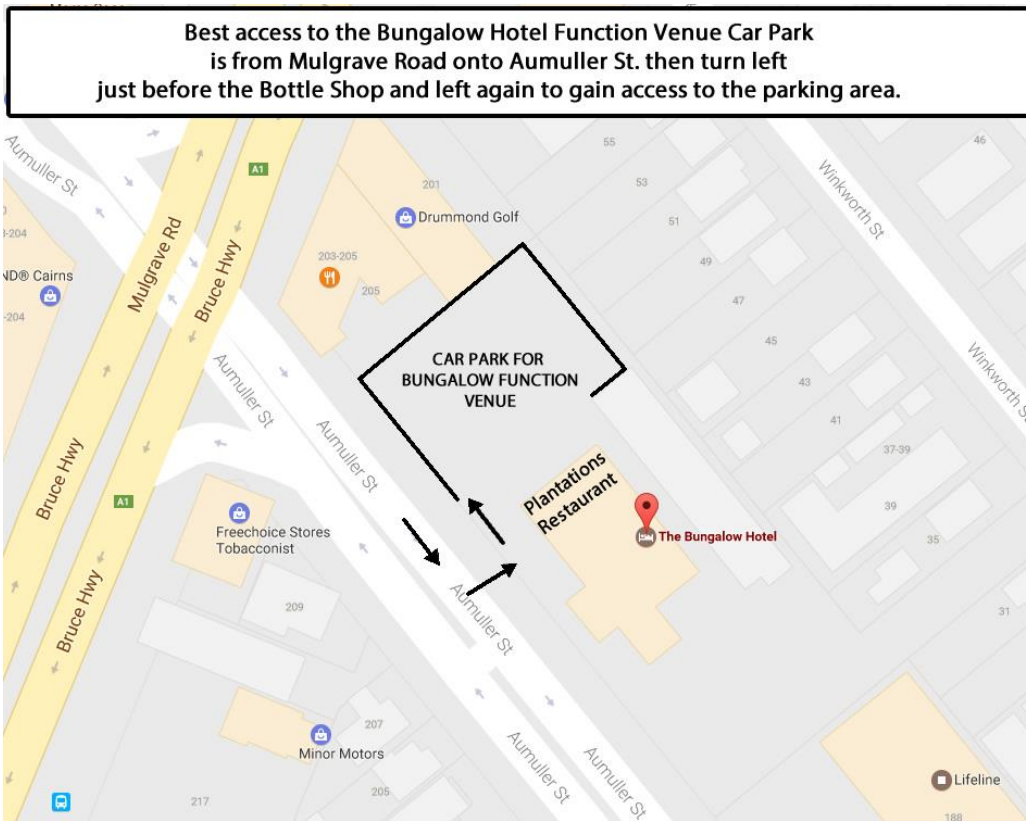 Best access to the Bungalow Hotel Function Venue Car Park
is from Mulgrave Road onto Aumuller St. then turn left
just before the Bottle Shop and left again to gain access to the parking area.
Aumuller St
A1
55
46
53
201
Winkworth St
Drummond Golf
51
-204
Mulgrave Rd
203-205
49
ND® Cairns
Bruce Hwy
205
47
-204
45
CAR PARK FOR
BUNGALOW FUNCTION
VENUE
Aumuller St
43
Winkworth St
41
Aumuller St
37-39
Bruce Hwy
Plantations
Restaurant
A1
39
Freechoice Stores
Tobacconist
The Bungalow Hotel
35
Bruce Hwy
209
Aumuller St
31
207
Minor Motors
Aumuller St
Aumuller St
205
217
Lifeline
188